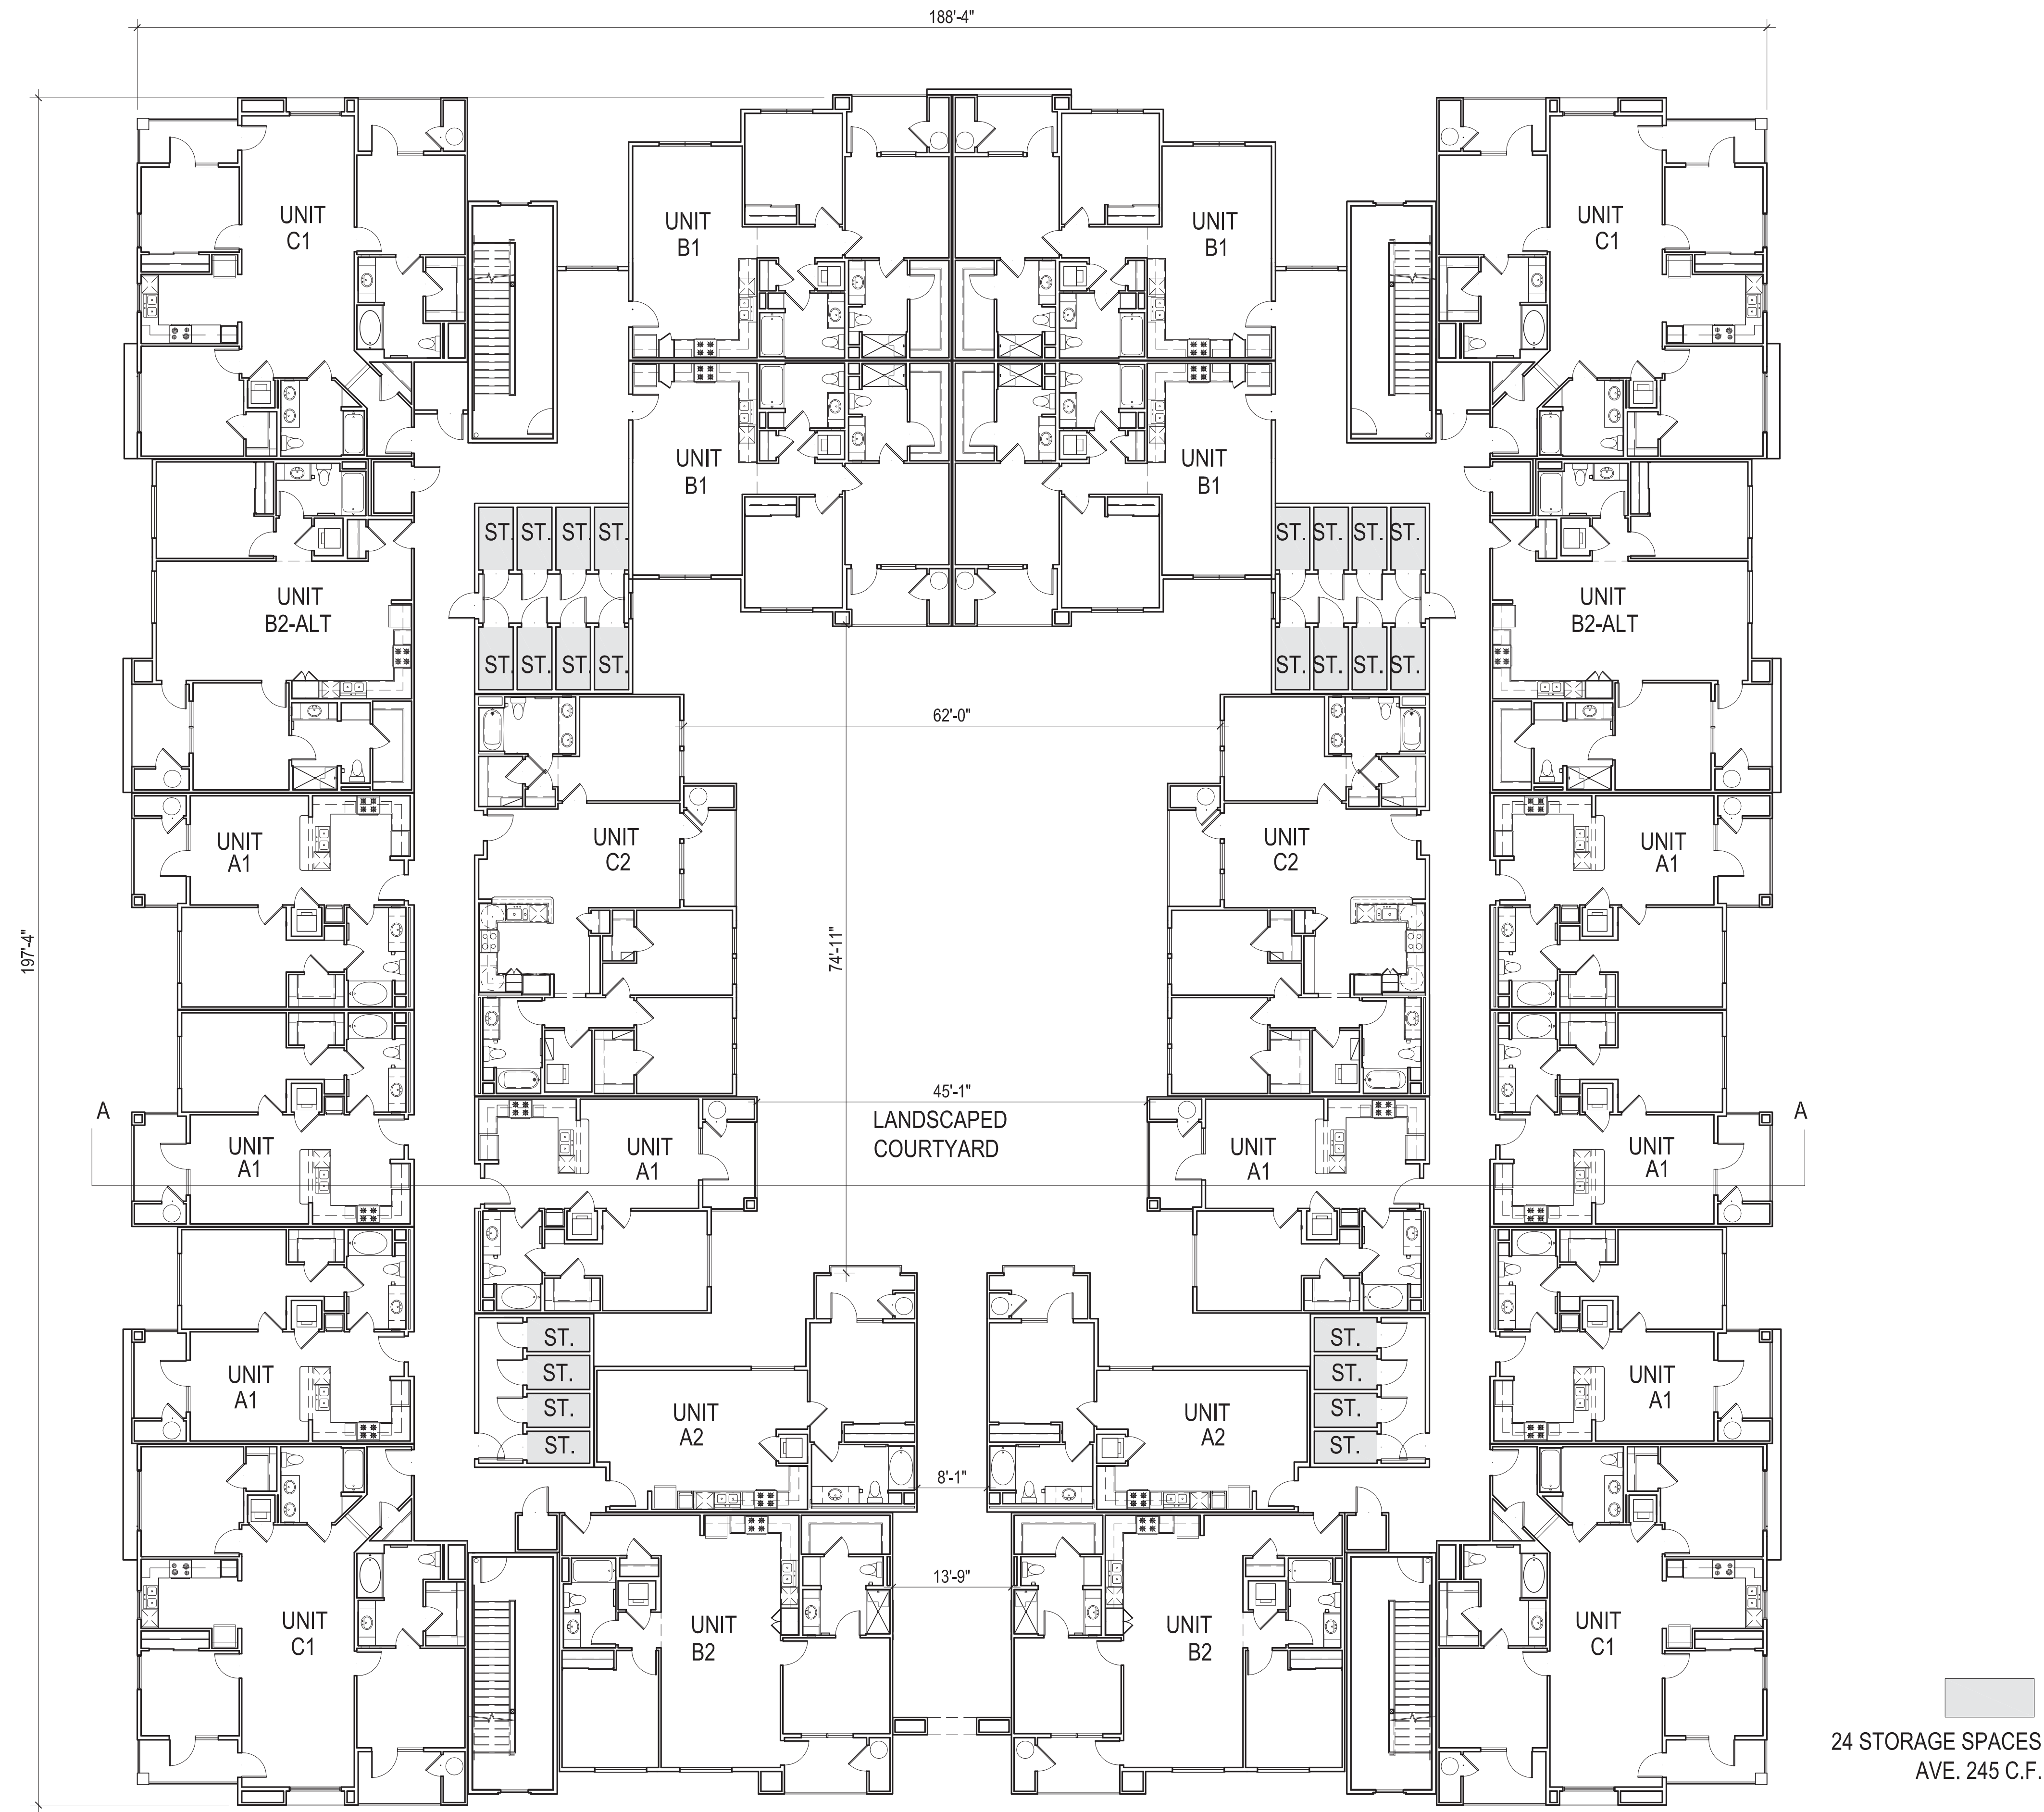 188'-4"
UNIT
C1
UNIT
B1
UNIT
B1
UNIT
C1
UNIT
B1
UNIT
B1
ST. ST. ST. ST.
ST. ST. ST. ST.
UNIT
B2-ALT
UNIT
B2-ALT
ST. ST. ST. ST.
ST. ST. ST. ST.
62'-0"
UNIT
A1
UNIT
C2
UNIT
C2
UNIT
A1
197'-4"
74'-11"
45'-1"
LANDSCAPED
COURTYARD
A
A
UNIT
A1
UNIT
A1
UNIT
A1
UNIT
A1
ST.
ST.
ST.
ST.
ST.
ST.
ST.
ST.
UNIT
A1
UNIT
A2
UNIT
A2
UNIT
A1
8'-1"
13'-9"
UNIT
C1
UNIT
B2
UNIT
B2
UNIT
C1
24 STORAGE SPACES
AVE. 245 C.F.